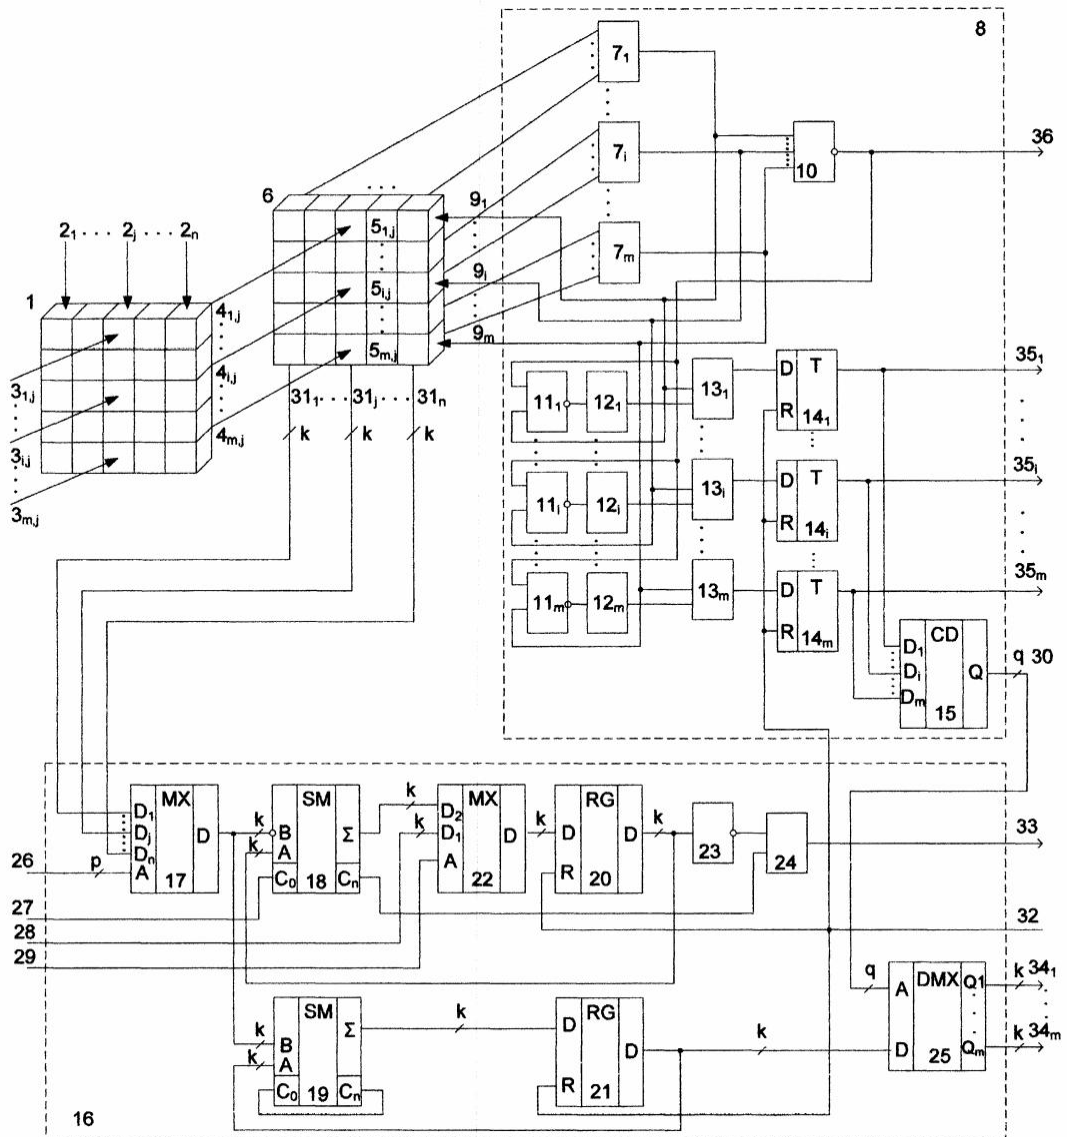 8
7₁
36
7ᵢ
10
6
9₁
2₁ · · · · 2ⱼ · · · 2ₙ
5₁,ⱼ
7ₘ
1
4₁,ⱼ
5ᵢ,ⱼ
9ᵢ
5ₘ,ⱼ
9ₘ
3₁,ⱼ
4ᵢ,ⱼ
3ᵢ,ⱼ
4ₘ,ⱼ
3ₘ,ⱼ
31₁ · · · 31ⱼ · · · · 31ₙ
k k k
11₁ 12₁ 13₁ D T R 14₁ 35₁
11ᵢ 12ᵢ 13ᵢ D T R 14ᵢ 35ᵢ
11ₘ 12ₘ 13ₘ D T R 14ₘ 35ₘ
CD
D₁
Dᵢ Q
Dₘ
15
q 30
MX
D₁
Dⱼ D
Dₙ
A 17
26 p
k k
SM
B Σ
A
C₀ 18 Cₙ
k k
MX
D₂
D₁ D
A 22
k
RG
D D
R 20
k
23
24
33
27
28
29
32
SM
k B Σ k
k A
C₀ 19 Cₙ
RG
D D
R 21
k
q A DMX Q1 k 34₁
D 25 Qₘ k 34ₘ
16